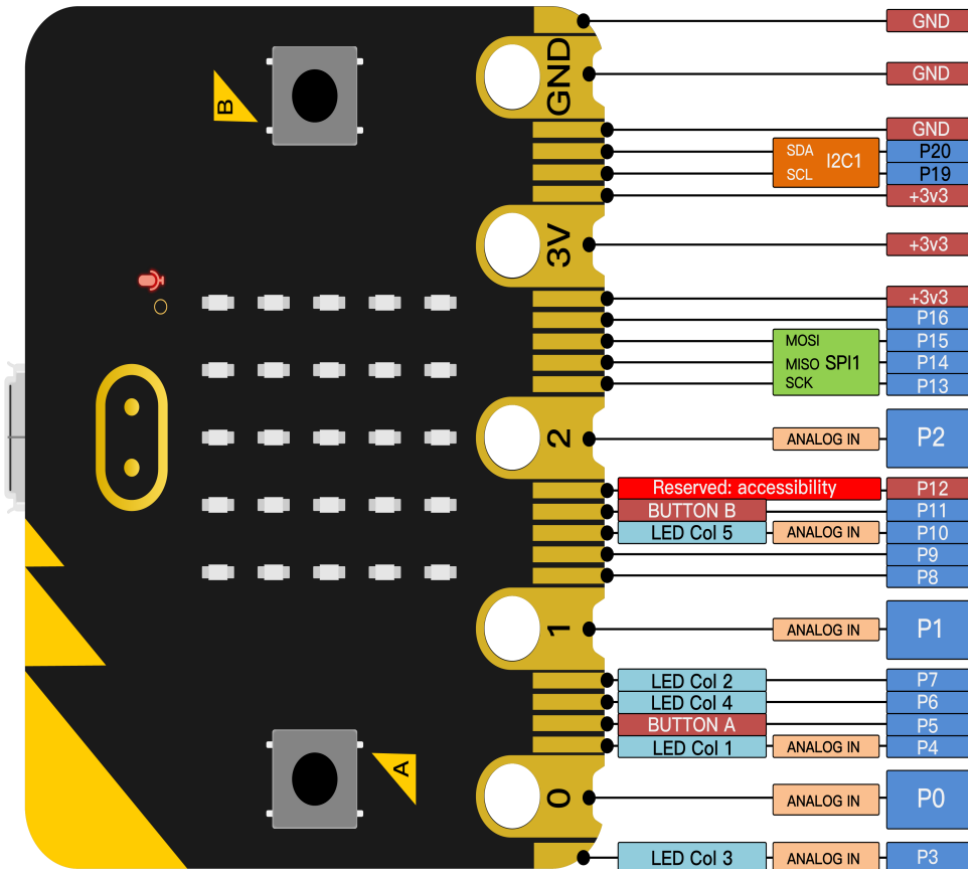 GND
GND
GND
GND
B
SDA
I2C1
P20
SCL
P19
+3v3
3V
+3v3
+3v3
P16
MOSI
P15
MISO SPI1
P14
SCK
P13
2
ANALOG IN
P2
Reserved: accessibility
P12
BUTTON B
P11
LED Col 5
ANALOG IN
P10
P9
P8
1
ANALOG IN
P1
LED Col 2
P7
LED Col 4
P6
BUTTON A
P5
LED Col 1
ANALOG IN
P4
A
0
ANALOG IN
P0
LED Col 3
ANALOG IN
P3